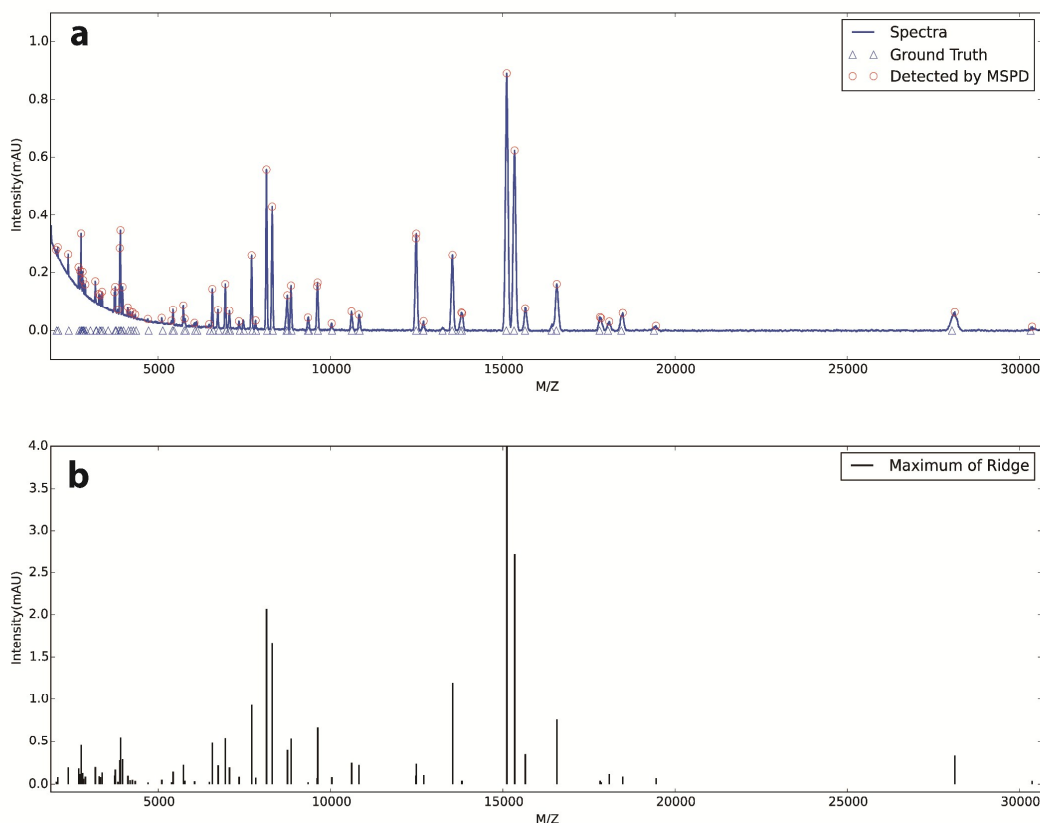 a
Spectra
Ground Truth
Detected by MSPD
1.0
0.8
0.6
0.4
0.2
0.0
Intensity(mAU)
5000 10000 15000 20000 25000 30000
M/Z
b
Maximum of Ridge
4.0
3.5
3.0
2.5
2.0
1.5
1.0
0.5
0.0
Intensity(mAU)
5000 10000 15000 20000 25000 30000
M/Z